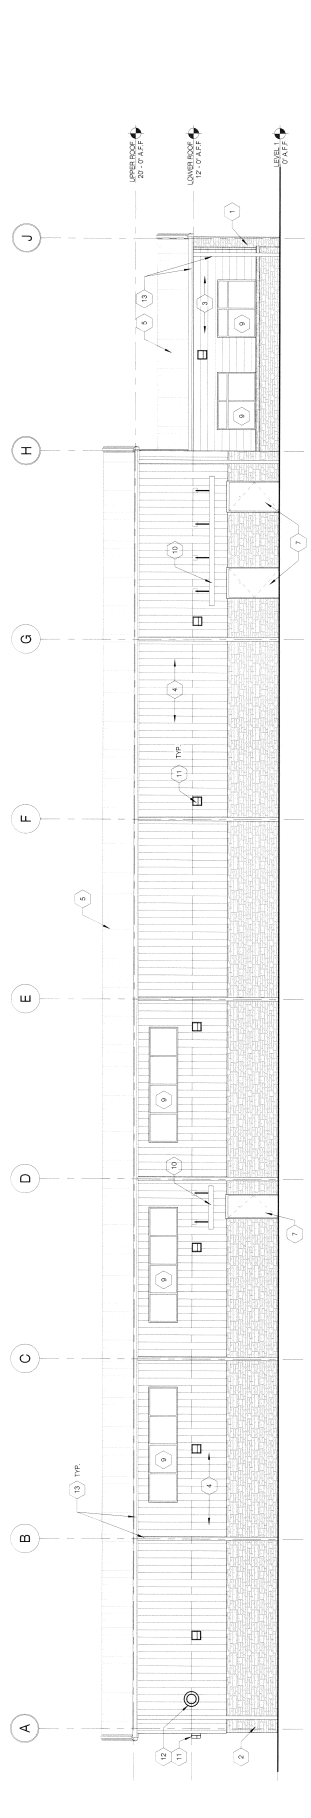 A
B
C
D
E
F
G
H
J
UPPER ROOF
20' - 0" A.F.F.
LOWER ROOF
12' - 0" A.F.F.
LEVEL 1
0" A.F.F.
13 TYP.
5
5
13
1
3
9
9
10
7
4
11 TYP.
9
10
9
7
9
4
12
11
2